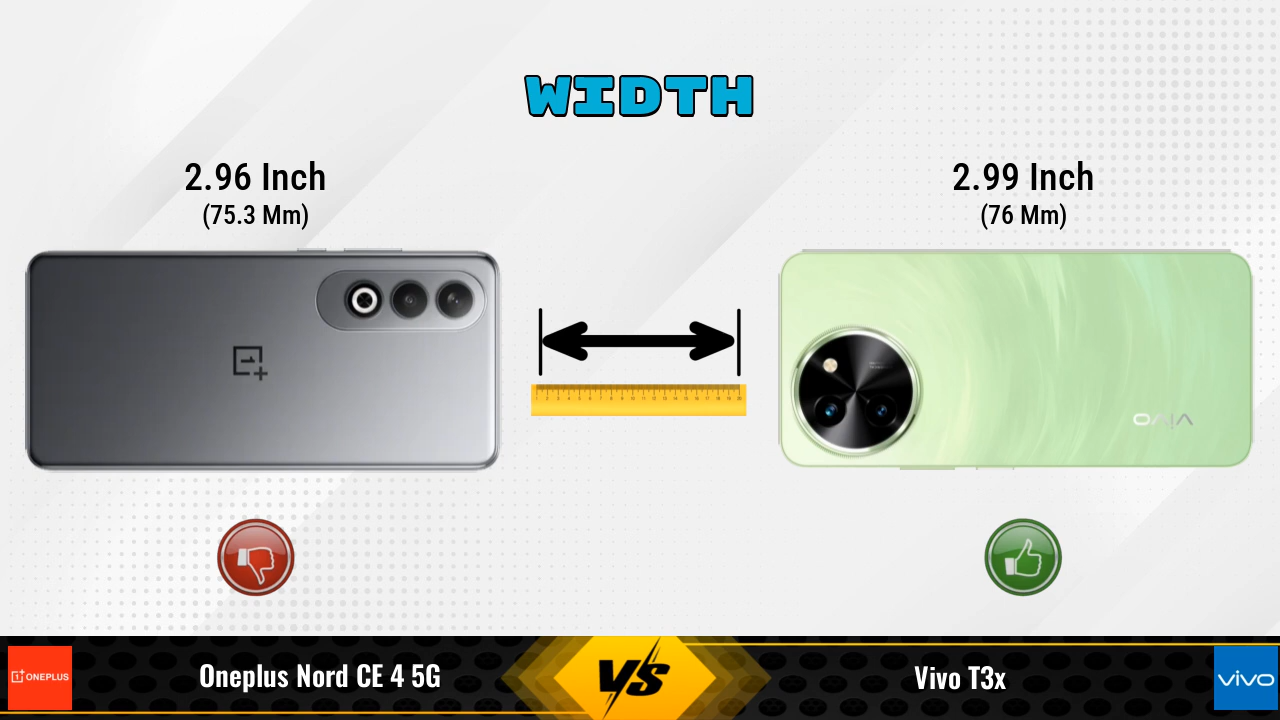 WIDTH
2.96 Inch
(75.3 Mm)
2.99 Inch
(76 Mm)
vivo
Oneplus Nord CE 4 5G
VS
Vivo T3x
ONEPLUS
vivo